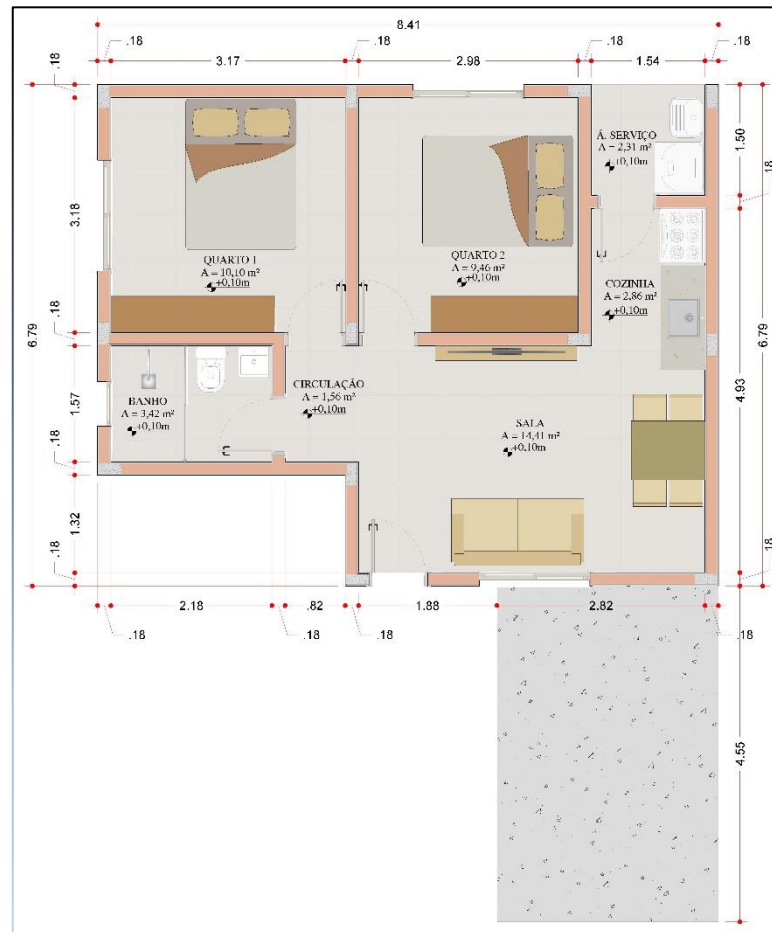 8.41
.18
.18
.18
.18
3.17
2.98
1.54
.18
Á. SERVIÇO
A = 2,31 m²
+0,10m
1.50
.18
3.18
QUARTO 1
A = 10,10 m²
+0,10m
QUARTO 2
A = 9,46 m²
+0,10m
COZINHA
A = 2,86 m²
+0,10m
.18
6.79
6.79
1.57
BANHO
A = 3,42 m²
+0,10m
CIRCULAÇÃO
A = 1,56 m²
+0,10m
SALA
A = 14,41 m²
+0,10m
4.93
.18
1.32
.18
.18
2.18
.82
1.88
2.82
.18
.18
.18
.18
4.55